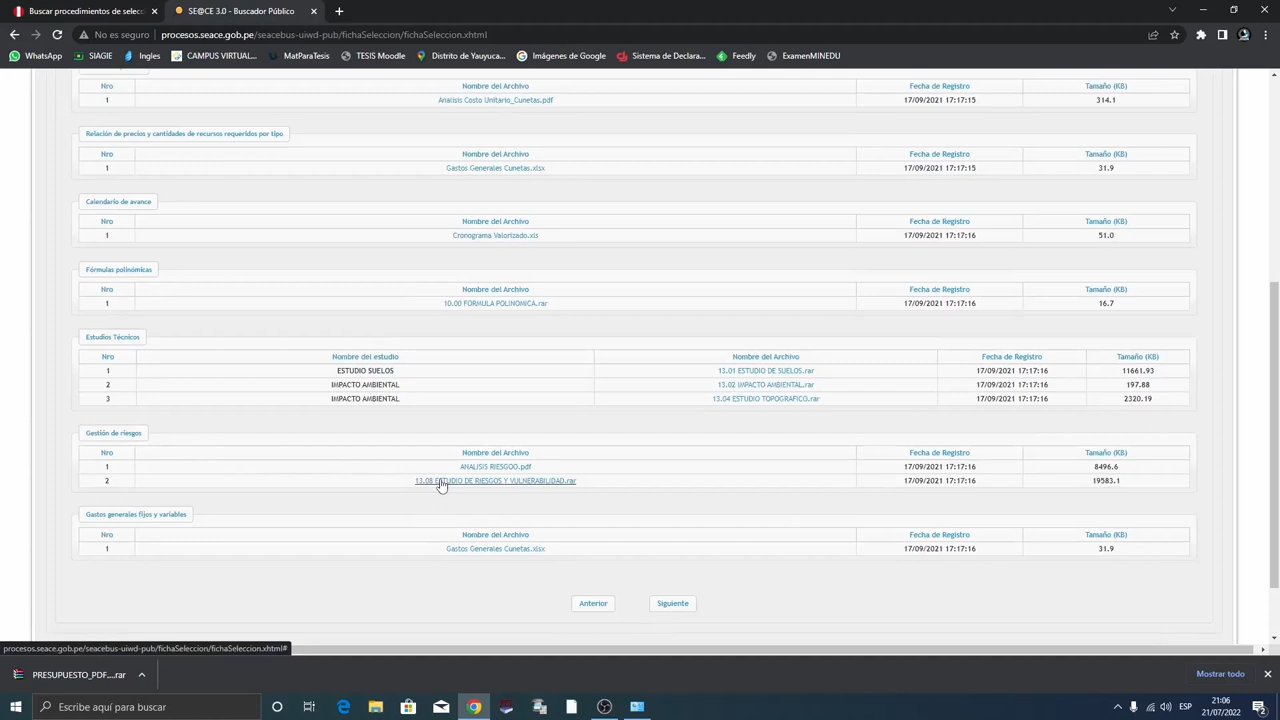 Buscar procedimientos de selecc
SE@CE 3.0 - Buscador Público
No seguro
procesos.seace.gob.pe/seacebus-uiwd-pub/fichaSeleccion/fichaSeleccion.xhtml
WhatsApp SIAGIE Ingles CAMPUS VIRTUAL... MatParaTesis TESIS Moodle Distrito de Yayuyca... Imágenes de Google Sistema de Declara... Feedly ExamenMINEDU
Nro Nombre del Archivo Fecha de Registro Tamaño (KB)
1 Analisis Costo Unitario_Cunetas.pdf 17/09/2021 17:17:15 314.1
Relación de precios y cantidades de recursos requeridos por tipo
Nro Nombre del Archivo Fecha de Registro Tamaño (KB)
1 Gastos Generales Cunetas.xlsx 17/09/2021 17:17:15 31.9
Calendario de avance
Nro Nombre del Archivo Fecha de Registro Tamaño (KB)
1 Cronograma Valorizado.xls 17/09/2021 17:17:16 51.0
Fórmulas polinómicas
Nro Nombre del Archivo Fecha de Registro Tamaño (KB)
1 10.00 FORMULA POLINOMICA.rar 17/09/2021 17:17:16 16.7
Estudios Técnicos
Nro Nombre del estudio Nombre del Archivo Fecha de Registro Tamaño (KB)
1 ESTUDIO SUELOS 13.01 ESTUDIO DE SUELOS.rar 17/09/2021 17:17:16 11661.93
2 IMPACTO AMBIENTAL 13.02 IMPACTO AMBIENTAL.rar 17/09/2021 17:17:16 197.88
3 IMPACTO AMBIENTAL 13.04 ESTUDIO TOPOGRAFICO.rar 17/09/2021 17:17:16 2320.19
Gestión de riesgos
Nro Nombre del Archivo Fecha de Registro Tamaño (KB)
1 ANALISIS RIESGOO.pdf 17/09/2021 17:17:16 8496.6
2 13.08 ESTUDIO DE RIESGOS Y VULNERABILIDAD.rar 17/09/2021 17:17:16 19583.1
Gastos generales fijos y variables
Nro Nombre del Archivo Fecha de Registro Tamaño (KB)
1 Gastos Generales Cunetas.xlsx 17/09/2021 17:17:16 31.9
Anterior Siguiente
procesos.seace.gob.pe/seacebus-uiwd-pub/fichaSeleccion/fichaSeleccion.xhtml#
PRESUPUESTO_PDF....rar
Mostrar todo
Escribe aquí para buscar
ESP
21:06
21/07/2022